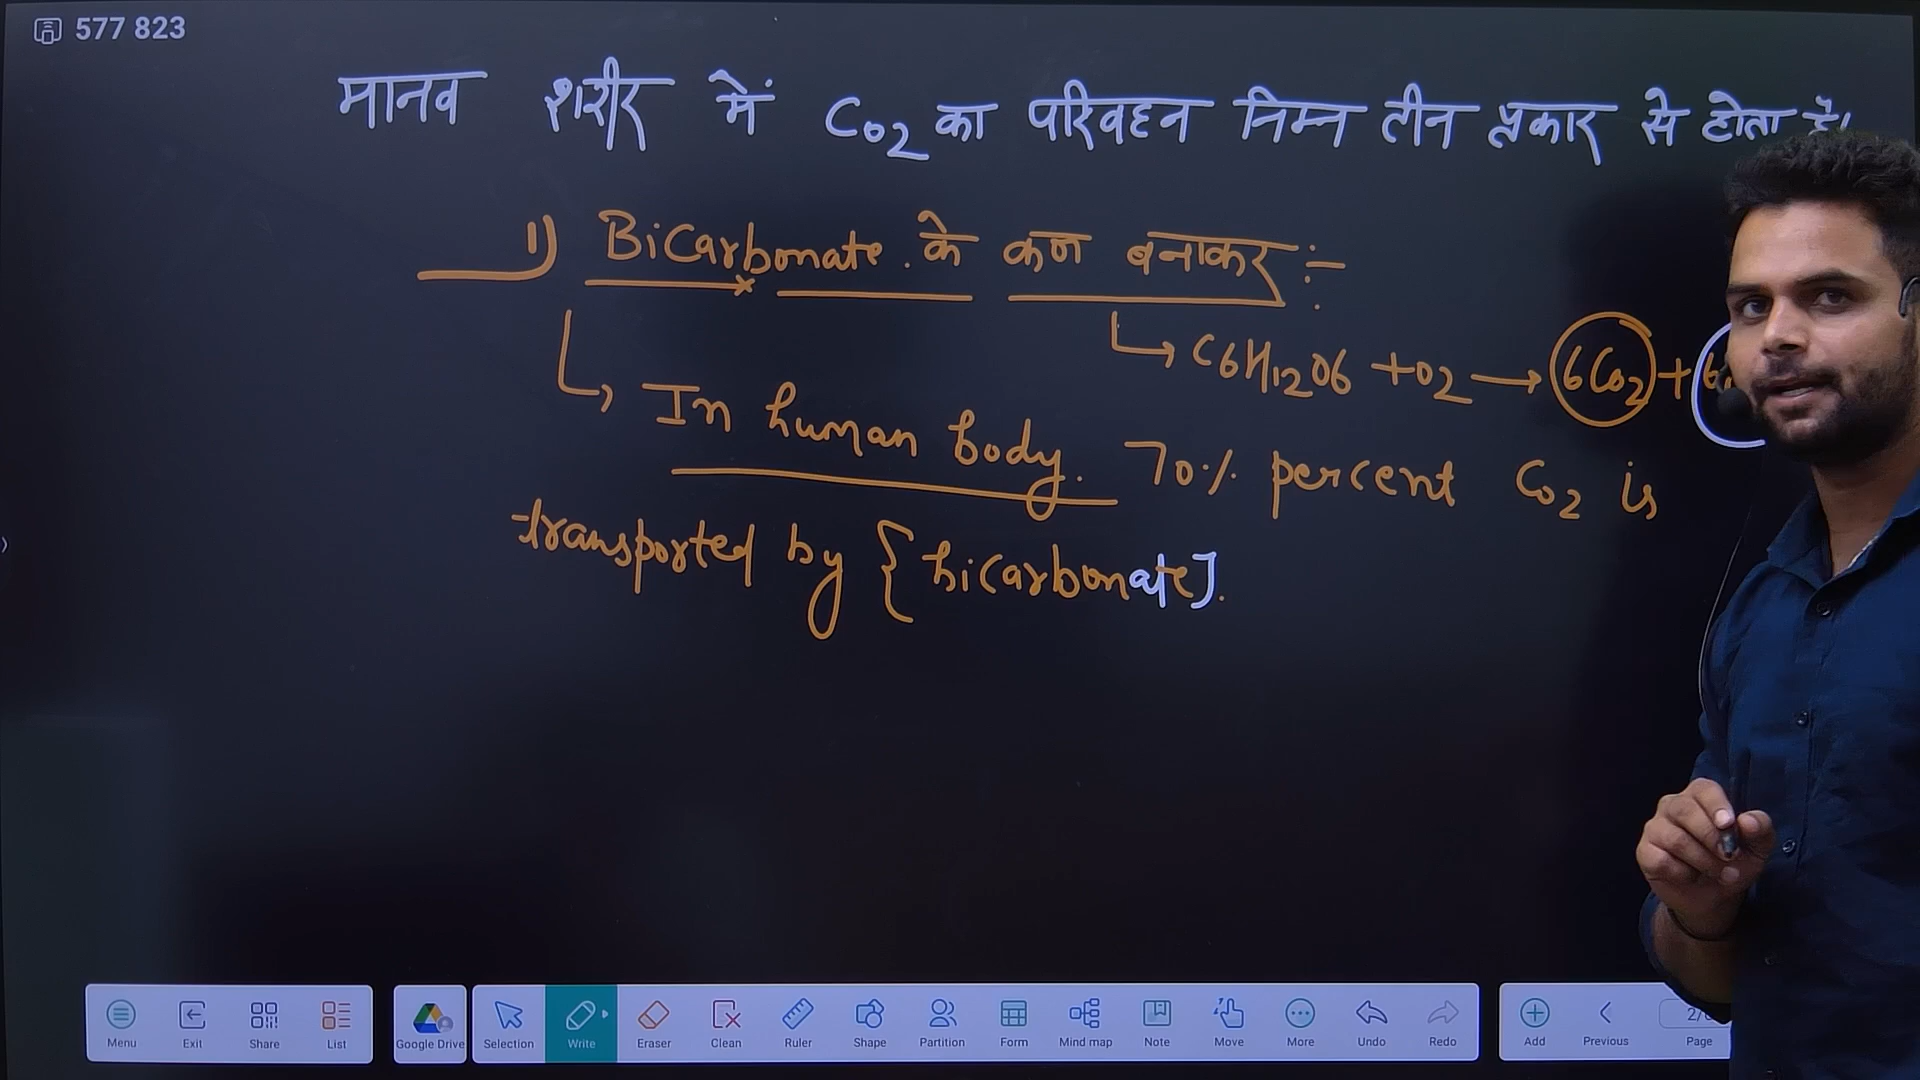 577 823
मानव शरीर में CO2 का परिवहन निम्न तीन प्रकार से होता है।
1) Bicarbonate के कण बनाकर :-
C6H12O6 + O2 → 6CO2 + 6
In human body. 70% percent CO2 is
transported by {bicarbonate].
Menu Exit Share List Google Drive Selection Write Eraser Clean Ruler Shape Partition Form Mind map Note Move More Undo Redo Add Previous Page